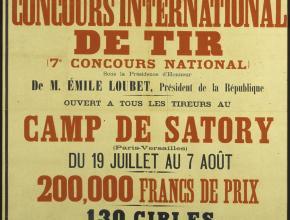 CONCOURS INTERNATIONAL
DE TIR
(7e CONCOURS NATIONAL)
Sous la Présidence d'Honneur
De M. ÉMILE LOUBET, Président de la République
OUVERT A TOUS LES TIREURS AU
CAMP DE SATORY
(Paris-Versailles)
DU 19 JUILLET AU 7 AOÛT
200,000 FRANCS DE PRIX
130 CIBLES